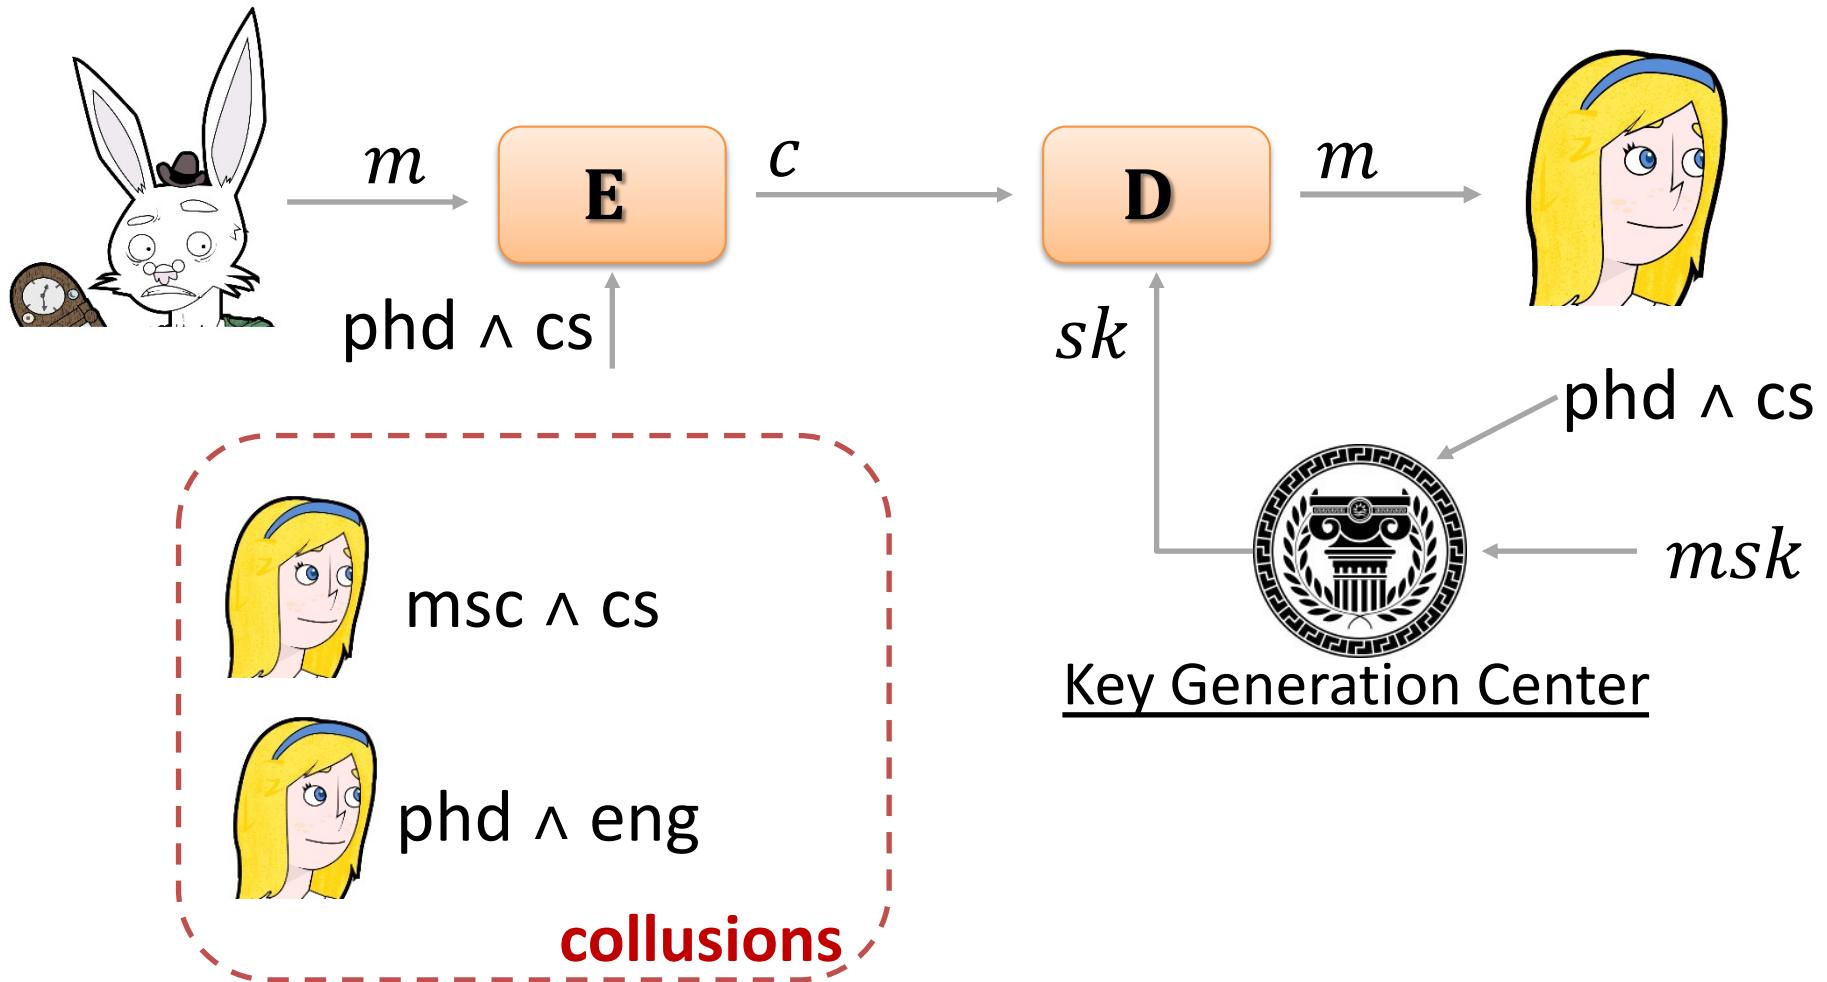 m
E
c
D
m
phd ∧ cs
sk
phd ∧ cs
msk
Key Generation Center
msc ∧ cs
phd ∧ eng
collusions